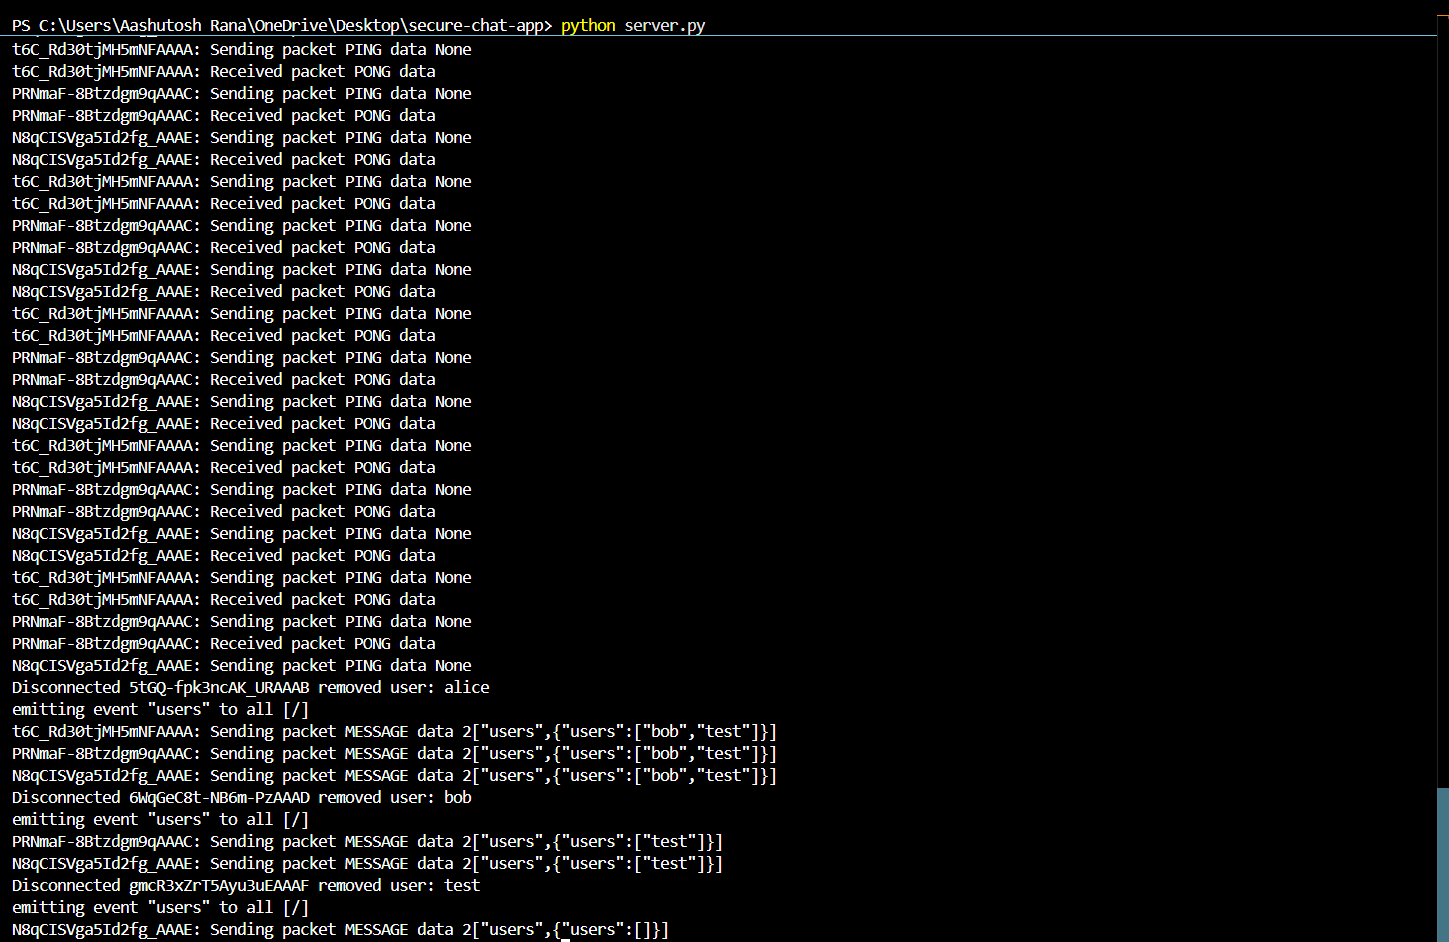 PS C:\Users\Aashutosh Rana\OneDrive\Desktop\secure-chat-app> python server.py
t6C_Rd30tjMH5mNFAAAA: Sending packet PING data None
t6C_Rd30tjMH5mNFAAAA: Received packet PONG data
PRNmaF-8Btzdgm9qAAAC: Sending packet PING data None
PRNmaF-8Btzdgm9qAAAC: Received packet PONG data
N8qCISVga5Id2fg_AAAE: Sending packet PING data None
N8qCISVga5Id2fg_AAAE: Received packet PONG data
t6C_Rd30tjMH5mNFAAAA: Sending packet PING data None
t6C_Rd30tjMH5mNFAAAA: Received packet PONG data
PRNmaF-8Btzdgm9qAAAC: Sending packet PING data None
PRNmaF-8Btzdgm9qAAAC: Received packet PONG data
N8qCISVga5Id2fg_AAAE: Sending packet PING data None
N8qCISVga5Id2fg_AAAE: Received packet PONG data
t6C_Rd30tjMH5mNFAAAA: Sending packet PING data None
t6C_Rd30tjMH5mNFAAAA: Received packet PONG data
PRNmaF-8Btzdgm9qAAAC: Sending packet PING data None
PRNmaF-8Btzdgm9qAAAC: Received packet PONG data
N8qCISVga5Id2fg_AAAE: Sending packet PING data None
N8qCISVga5Id2fg_AAAE: Received packet PONG data
t6C_Rd30tjMH5mNFAAAA: Sending packet PING data None
t6C_Rd30tjMH5mNFAAAA: Received packet PONG data
PRNmaF-8Btzdgm9qAAAC: Sending packet PING data None
PRNmaF-8Btzdgm9qAAAC: Received packet PONG data
N8qCISVga5Id2fg_AAAE: Sending packet PING data None
N8qCISVga5Id2fg_AAAE: Received packet PONG data
t6C_Rd30tjMH5mNFAAAA: Sending packet PING data None
t6C_Rd30tjMH5mNFAAAA: Received packet PONG data
PRNmaF-8Btzdgm9qAAAC: Sending packet PING data None
PRNmaF-8Btzdgm9qAAAC: Received packet PONG data
N8qCISVga5Id2fg_AAAE: Sending packet PING data None
Disconnected 5tGQ-fpk3ncAK_URAAAB removed user: alice
emitting event "users" to all [/]
t6C_Rd30tjMH5mNFAAAA: Sending packet MESSAGE data 2["users",{"users":["bob","test"]}]
PRNmaF-8Btzdgm9qAAAC: Sending packet MESSAGE data 2["users",{"users":["bob","test"]}]
N8qCISVga5Id2fg_AAAE: Sending packet MESSAGE data 2["users",{"users":["bob","test"]}]
Disconnected 6WqGeC8t-NB6m-PzAAAD removed user: bob
emitting event "users" to all [/]
PRNmaF-8Btzdgm9qAAAC: Sending packet MESSAGE data 2["users",{"users":["test"]}]
N8qCISVga5Id2fg_AAAE: Sending packet MESSAGE data 2["users",{"users":["test"]}]
Disconnected gmcR3xZrT5Ayu3uEAAAF removed user: test
emitting event "users" to all [/]
N8qCISVga5Id2fg_AAAE: Sending packet MESSAGE data 2["users",{"users":[]}]